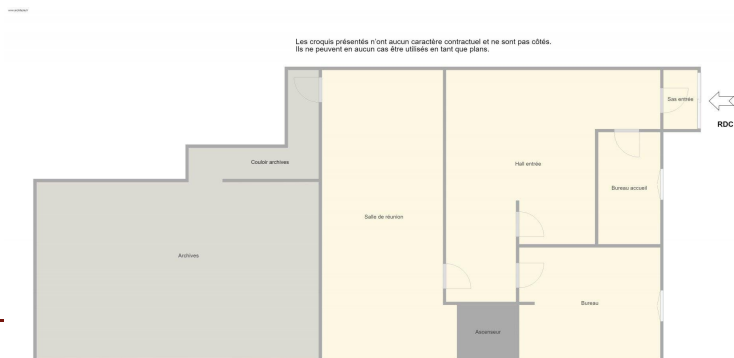 Les croquis présentés n'ont aucun caractère contractuel et ne sont pas côtés.
Ils ne peuvent en aucun cas être utilisés en tant que plans.
Sas entrée
RDC
Couloir archives
Hall entrée
Bureau accueil
Salle de réunion
Archives
Bureau
Ascenseur